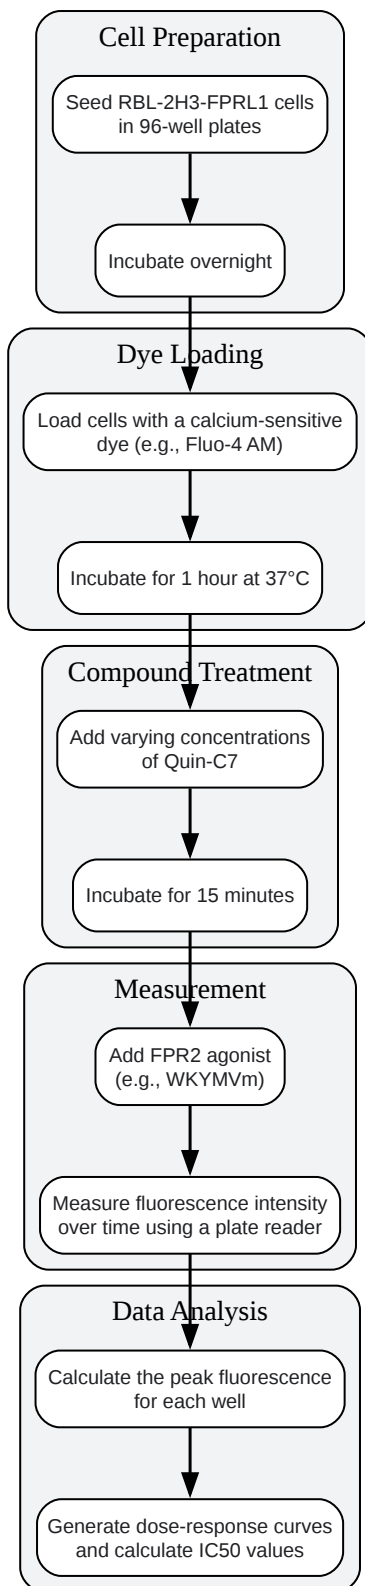 Cell Preparation
Seed RBL-2H3-FPRL1 cells
in 96-well plates
Incubate overnight
Dye Loading
Load cells with a calcium-sensitive
dye (e.g., Fluo-4 AM)
Incubate for 1 hour at 37°C
Compound Treatment
Add varying concentrations
of Quin-C7
Incubate for 15 minutes
Measurement
Add FPR2 agonist
(e.g., WKYMVm)
Measure fluorescence intensity
over time using a plate reader
Data Analysis
Calculate the peak fluorescence
for each well
Generate dose-response curves
and calculate IC50 values